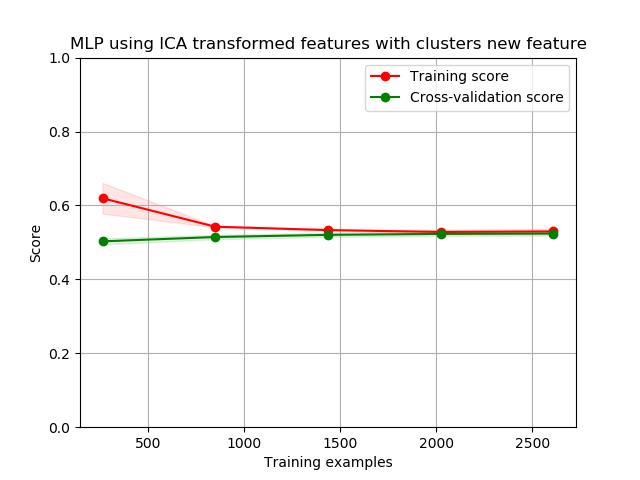 MLP using ICA transformed features with clusters new feature
Training score
Cross-validation score
1.0
0.8
0.6
0.4
0.2
0.0
Score
500
1000
1500
2000
2500
Training examples